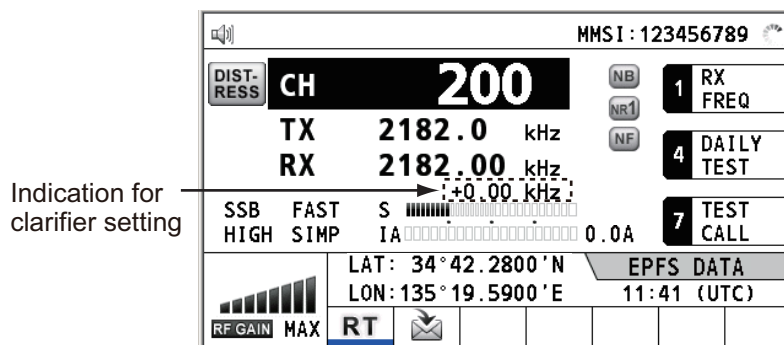 MMSI:123456789
DIST-
RESS
CH 200
NB
NR1
NF
1 RX
FREQ
TX 2182.0 kHz
RX 2182.00 kHz
+0.00 kHz
4 DAILY
TEST
Indication for
clarifier setting
SSB FAST S
HIGH SIMP IA 0.0A
7 TEST
CALL
LAT: 34°42.2800'N
LON:135°19.5900'E
EPFS DATA
11:41 (UTC)
RF GAIN MAX
RT